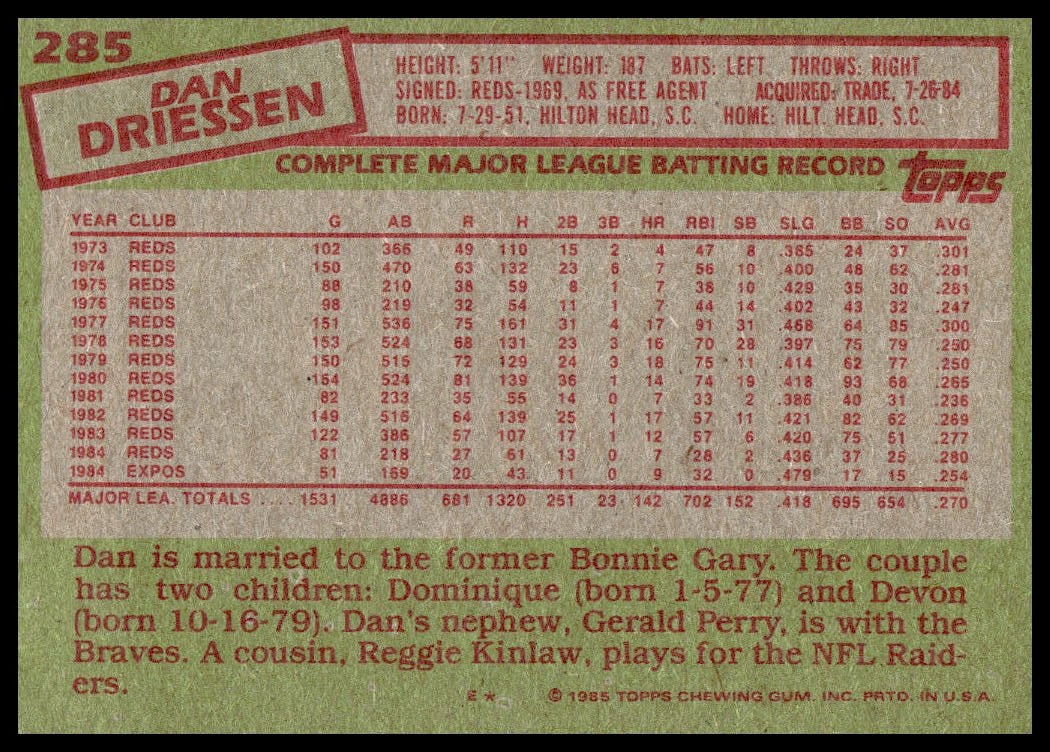 285
DAN
DRIESSEN
HEIGHT: 5'11" WEIGHT: 187 BATS: LEFT THROWS: RIGHT
SIGNED: REDS-1969, AS FREE AGENT ACQUIRED: TRADE, 7-26-84
BORN: 7-29-51, HILTON HEAD, S.C. HOME: HILT. HEAD, S.C.
COMPLETE MAJOR LEAGUE BATTING RECORD topps
YEAR CLUB G AB R H 2B 3B HR RBI SB SLG BB SO AVG
1973 REDS 102 366 49 110 15 2 4 47 8 .385 24 37 .301
1974 REDS 150 470 63 132 23 6 7 56 10 .400 48 62 .281
1975 REDS 88 210 38 59 8 1 7 38 10 .429 35 30 .281
1976 REDS 98 219 32 54 11 1 7 44 14 .402 43 32 .247
1977 REDS 151 536 75 161 31 4 17 91 31 .468 64 85 .300
1978 REDS 153 524 68 131 23 3 16 70 28 .397 75 79 .250
1979 REDS 150 515 72 129 24 3 18 75 11 .414 62 77 .250
1980 REDS 154 524 81 139 36 1 14 74 19 .418 93 68 .265
1981 REDS 82 233 35 55 14 0 7 33 2 .386 40 31 .236
1982 REDS 149 516 64 139 25 1 17 57 11 .421 82 62 .269
1983 REDS 122 386 57 107 17 1 12 57 6 .420 75 51 .277
1984 REDS 81 218 27 61 13 0 7 28 2 .436 37 25 .280
1984 EXPOS 51 169 20 43 11 0 9 32 0 .479 17 15 .254
MAJOR LEA. TOTALS .... 1531 4886 681 1320 251 23 142 702 152 .418 695 654 .270
Dan is married to the former Bonnie Gary. The couple
has two children: Dominique (born 1-5-77) and Devon
(born 10-16-79). Dan's nephew, Gerald Perry, is with the
Braves. A cousin, Reggie Kinlaw, plays for the NFL Raid-
ers.
E * © 1985 TOPPS CHEWING GUM. INC. PRTD. IN U.S.A.